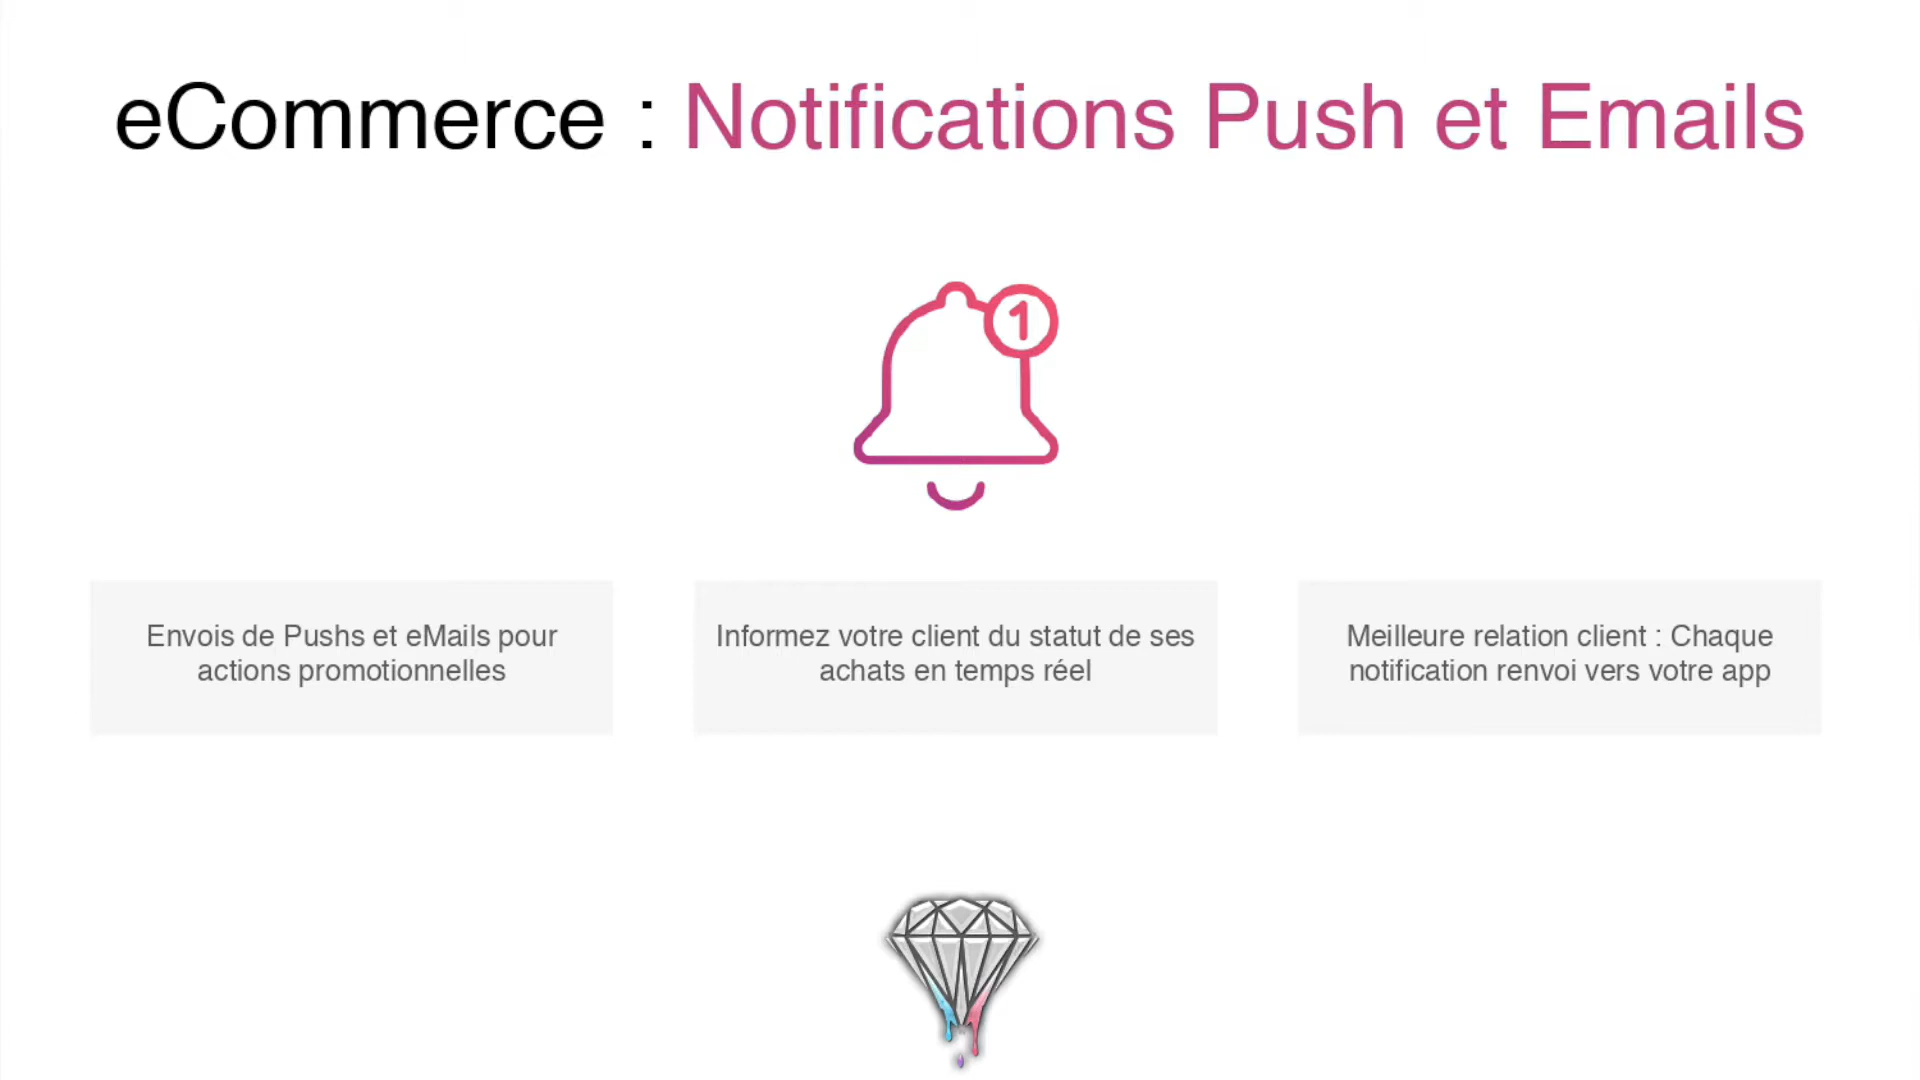 eCommerce : Notifications Push et Emails
1
Envois de Pushs et eMails pour
actions promotionnelles
Informez votre client du statut de ses
achats en temps réel
Meilleure relation client : Chaque
notification renvoi vers votre app